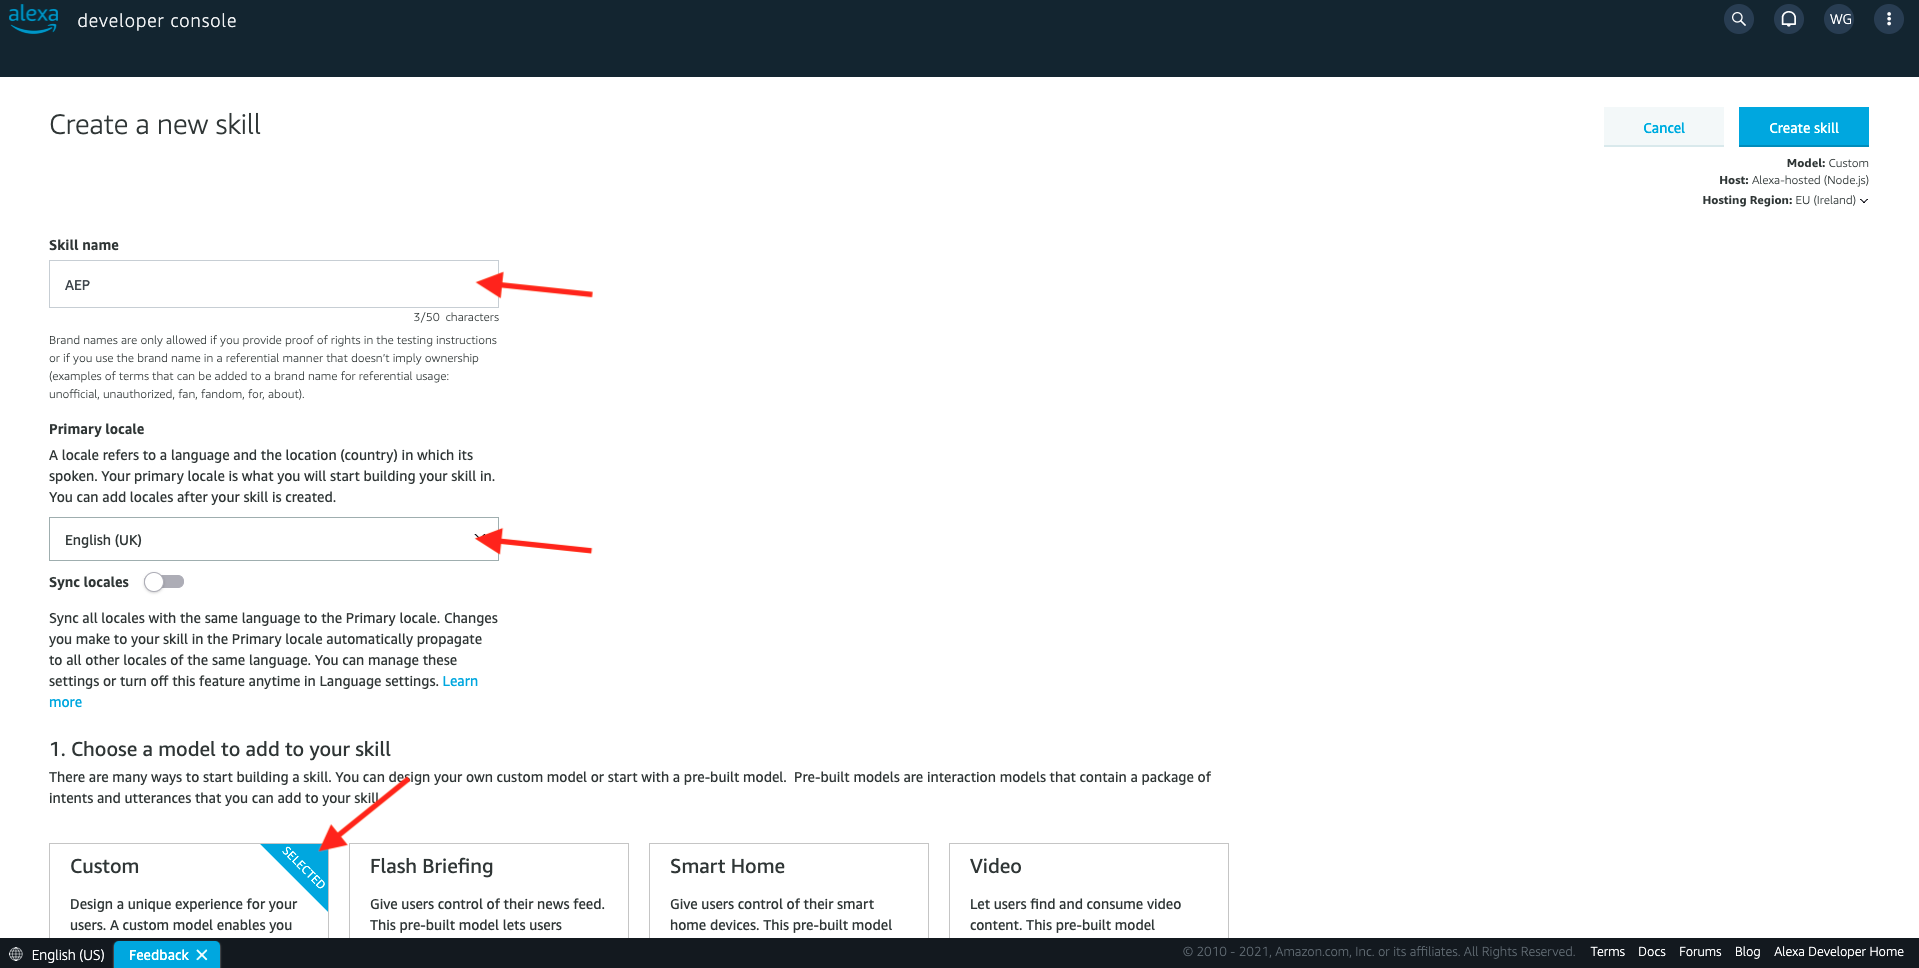 alexa
developer console
WG
Create a new skill
Cancel
Create skill
Model: Custom
Host: Alexa-hosted (Node.js)
Hosting Region: EU (Ireland)
Skill name
AEP
3/50 characters
Brand names are only allowed if you provide proof of rights in the testing instructions
or if you use the brand name in a referential manner that doesn't imply ownership
(examples of terms that can be added to a brand name for referential usage:
unofficial, unauthorized, fan, fandom, for, about).
Primary locale
A locale refers to a language and the location (country) in which its
spoken. Your primary locale is what you will start building your skill in.
You can add locales after your skill is created.
English (UK)
Sync locales
Sync all locales with the same language to the Primary locale. Changes
you make to your skill in the Primary locale automatically propagate
to all other locales of the same language. You can manage these
settings or turn off this feature anytime in Language settings. Learn
more
1. Choose a model to add to your skill
There are many ways to start building a skill. You can design your own custom model or start with a pre-built model. Pre-built models are interaction models that contain a package of
intents and utterances that you can add to your skill
Custom
SELECTED
Design a unique experience for your
users. A custom model enables you
Flash Briefing
Give users control of their news feed.
This pre-built model lets users
Smart Home
Give users control of their smart
home devices. This pre-built model
Video
Let users find and consume video
content. This pre-built model
English (US)
Feedback
© 2010 - 2021, Amazon.com, Inc. or its affiliates. All Rights Reserved.
Terms
Docs
Forums
Blog
Alexa Developer Home